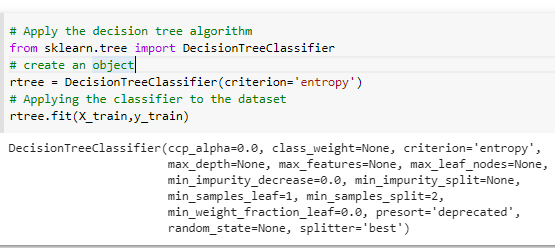 # Apply the decision tree algorithm
from sklearn.tree import DecisionTreeClassifier
# create an object
rtree = DecisionTreeClassifier(criterion='entropy')
# Applying the classifier to the dataset
rtree.fit(X_train,y_train)
DecisionTreeClassifier(ccp_alpha=0.0, class_weight=None, criterion='entropy',
max_depth=None, max_features=None, max_leaf_nodes=None,
min_impurity_decrease=0.0, min_impurity_split=None,
min_samples_leaf=1, min_samples_split=2,
min_weight_fraction_leaf=0.0, presort='deprecated',
random_state=None, splitter='best')